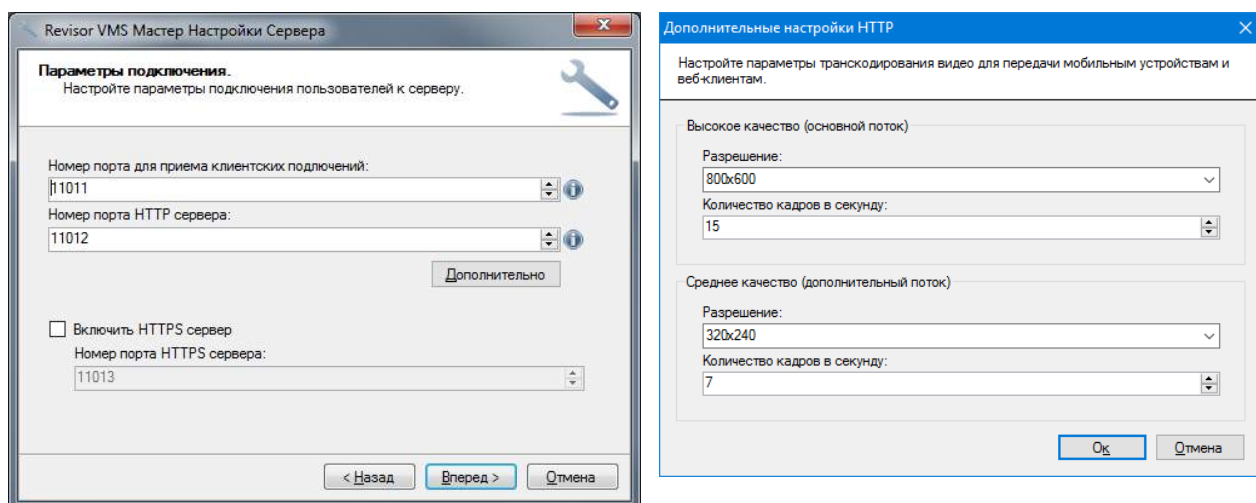 Revisor VMS Мастер Настройки Сервера
Параметры подключения.
Настройте параметры подключения пользователей к серверу.
Номер порта для приема клиентских подлючений:
11011
Номер порта HTTP сервера:
11012
Дополнительно
Включить HTTPS сервер
Номер порта HTTPS сервера:
11013
< Назад
Вперед >
Отмена
Дополнительные настройки HTTP
Настройте параметры транскодирования видео для передачи мобильным устройствам и
веб-клиентам.
Высокое качество (основной поток)
Разрешение:
800x600
Количество кадров в секунду:
15
Среднее качество (дополнительный поток)
Разрешение:
320x240
Количество кадров в секунду:
7
Ок
Отмена